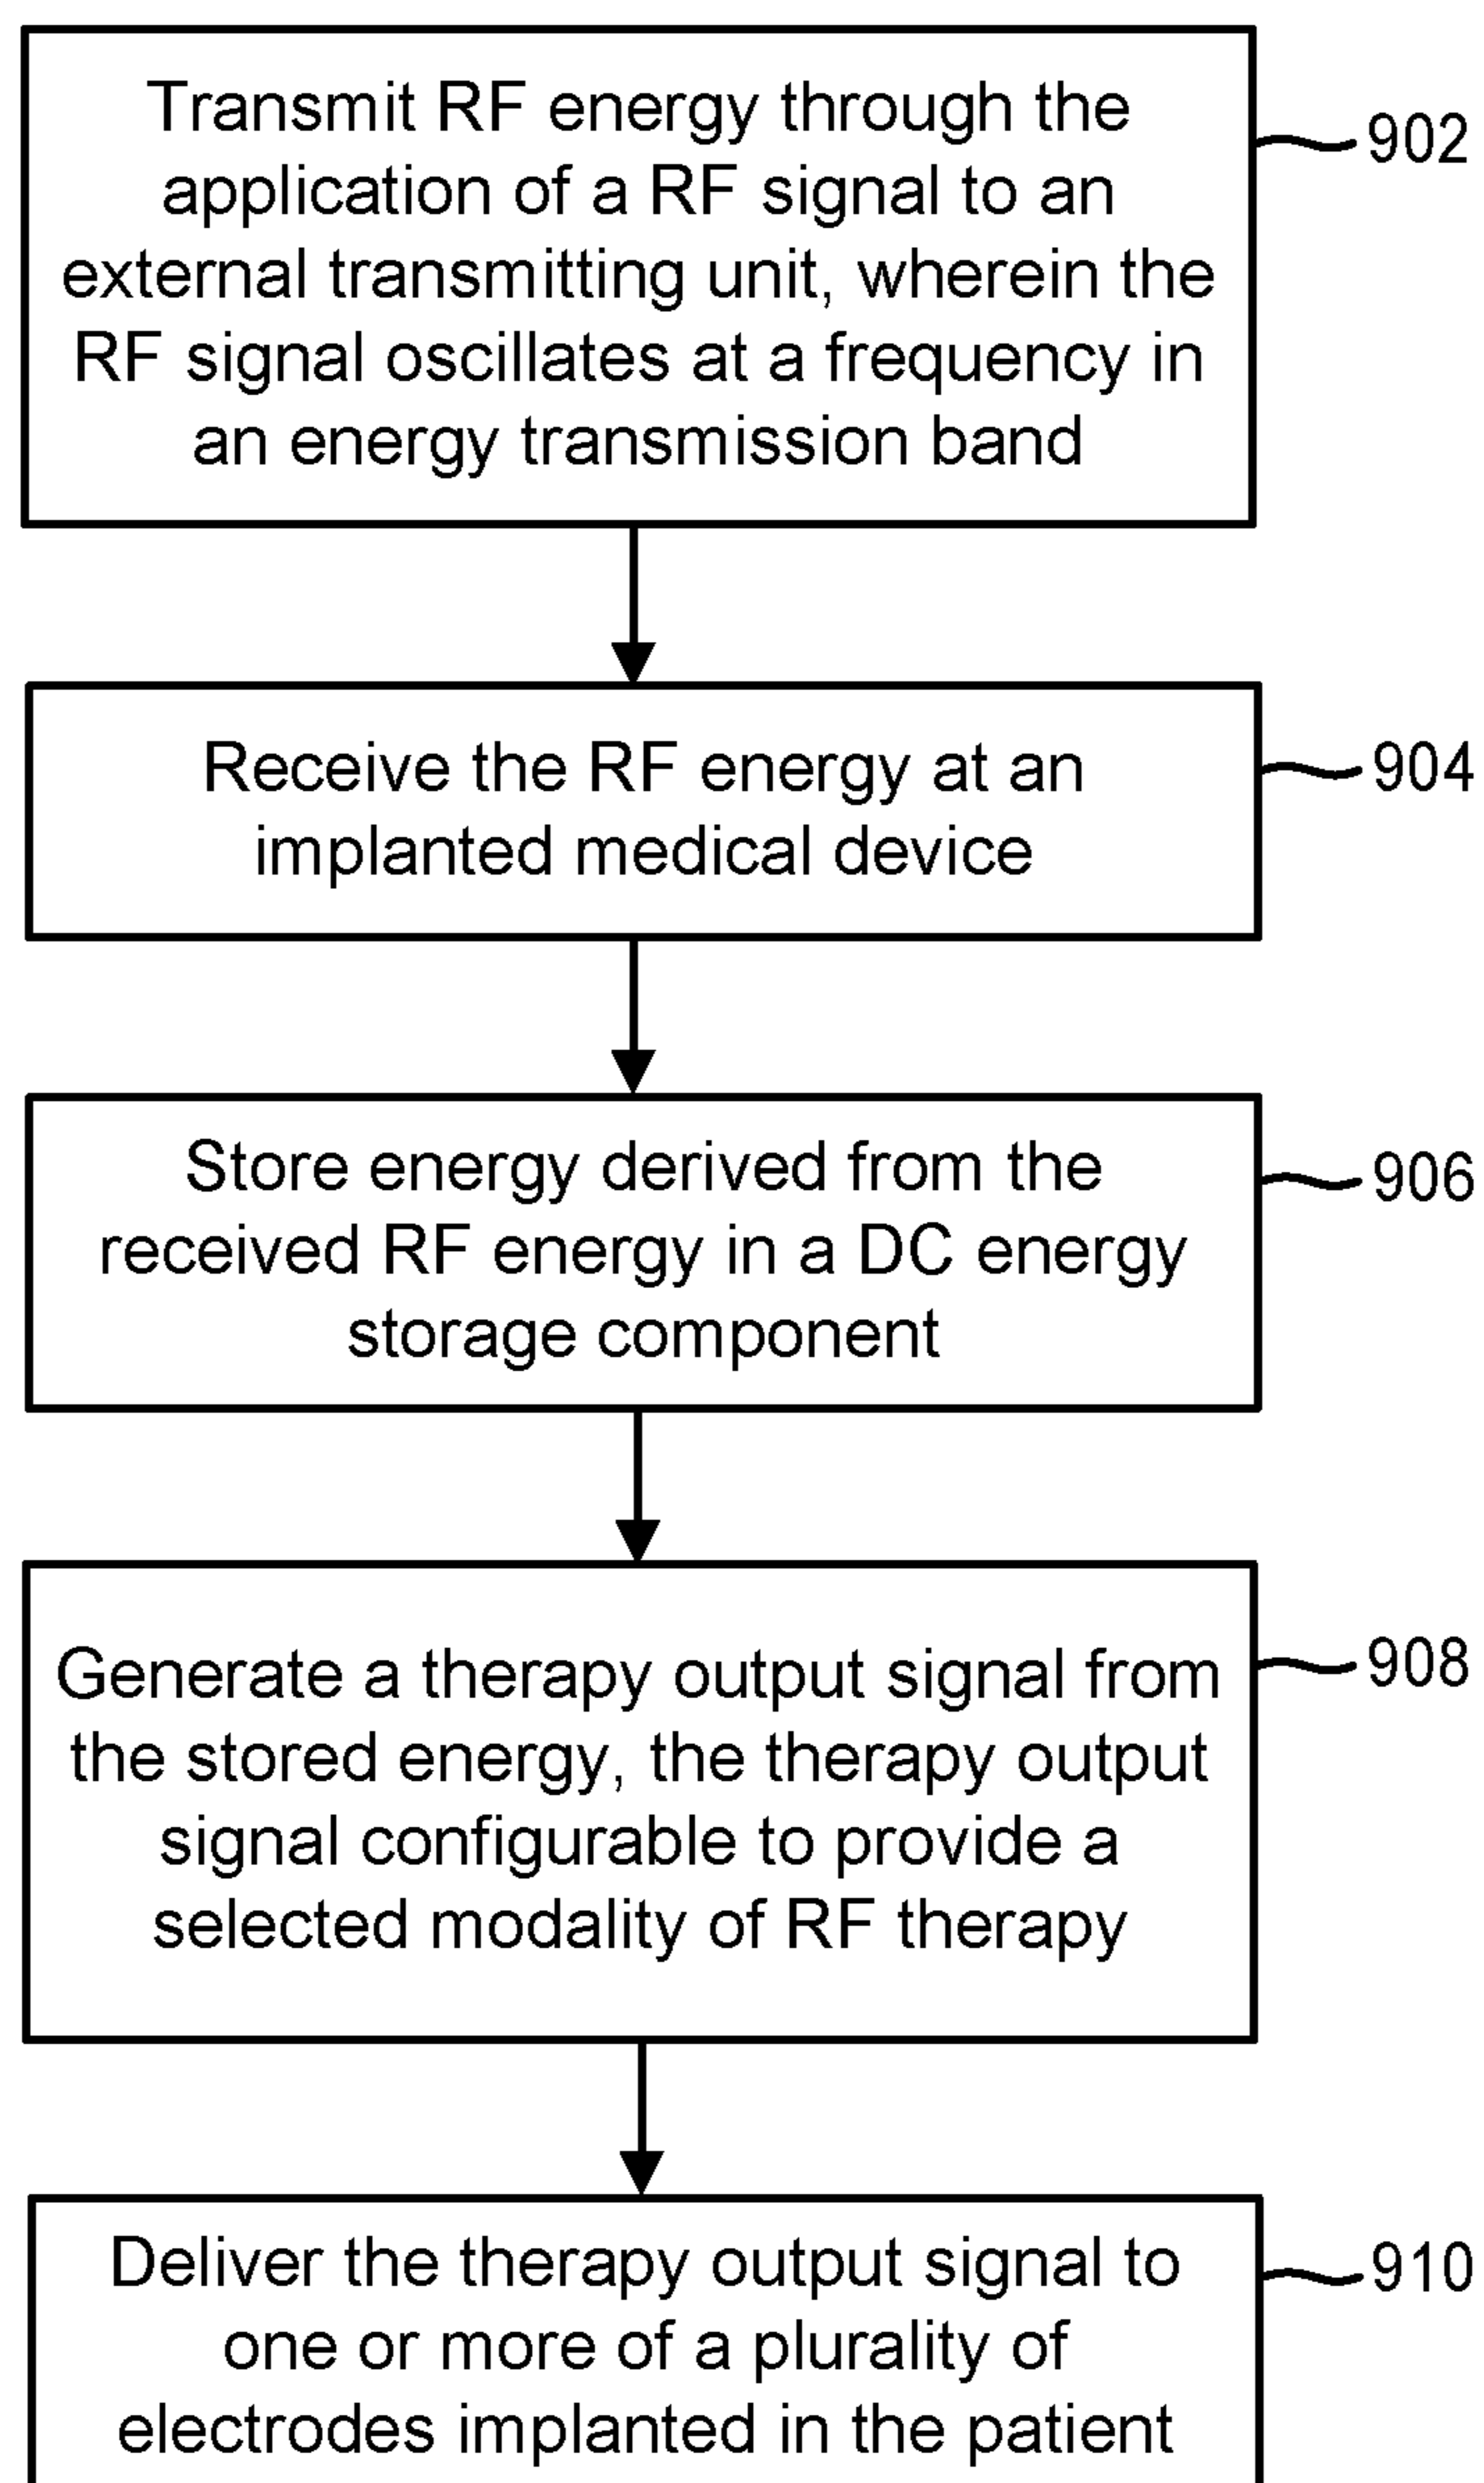 Transmit RF energy through the
application of a RF signal to an
external transmitting unit, wherein the
RF signal oscillates at a frequency in
an energy transmission band
902
Receive the RF energy at an
implanted medical device
904
Store energy derived from the
received RF energy in a DC energy
storage component
906
Generate a therapy output signal from
the stored energy, the therapy output
signal configurable to provide a
selected modality of RF therapy
908
Deliver the therapy output signal to
one or more of a plurality of
electrodes implanted in the patient
910